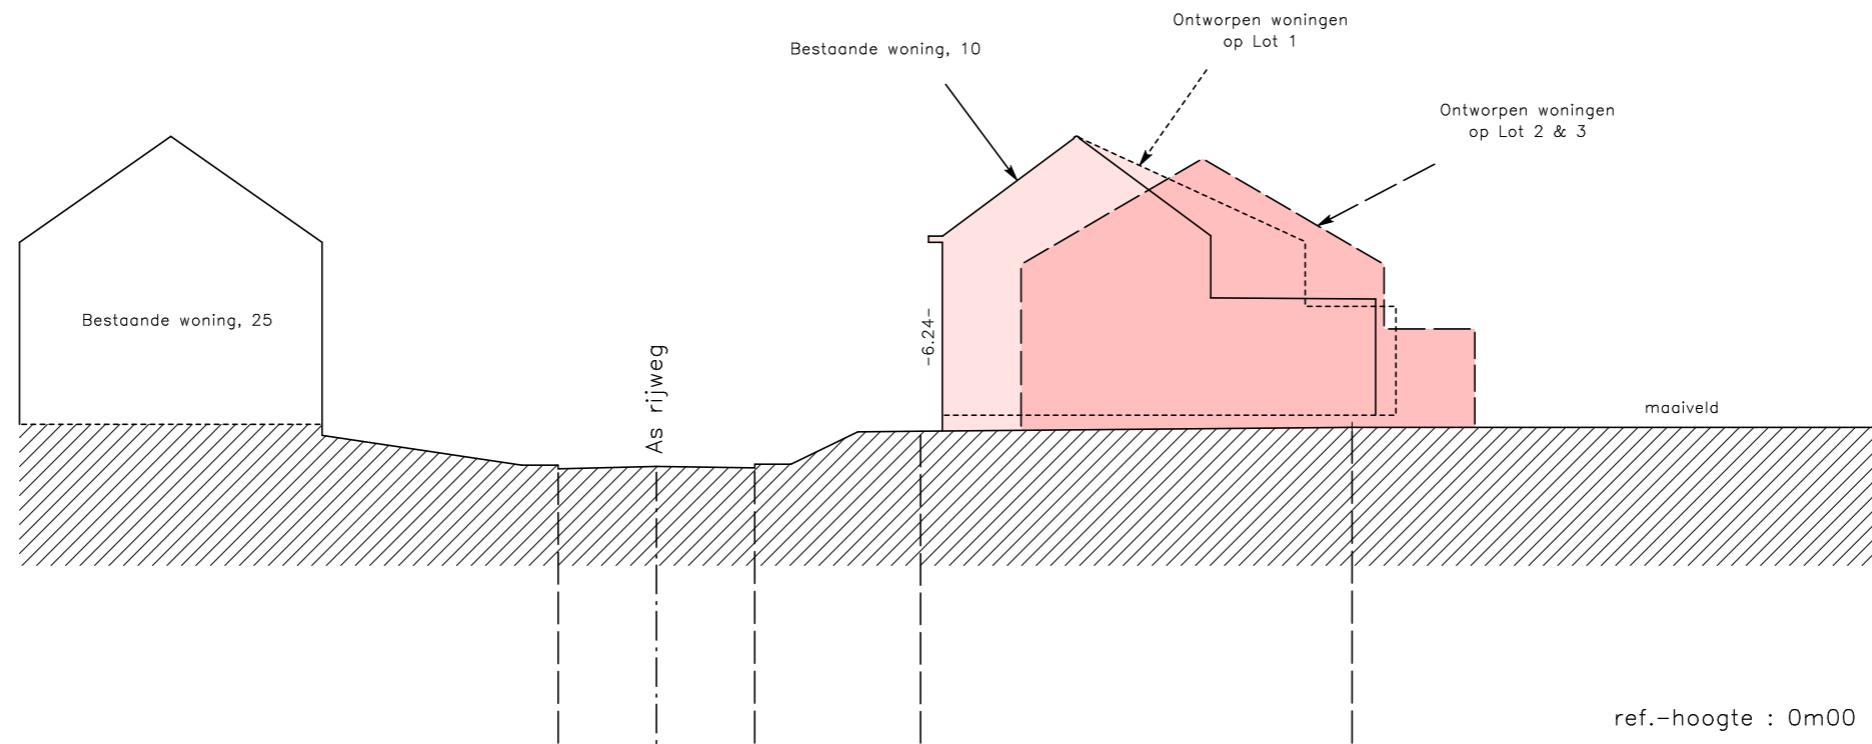 Ontworpen woningen
op Lot 1
Bestaande woning, 10
Ontworpen woningen
op Lot 2 & 3
Bestaande woning, 25
As rijweg
-6.24-
maaiveld
ref.-hoogte : 0m00